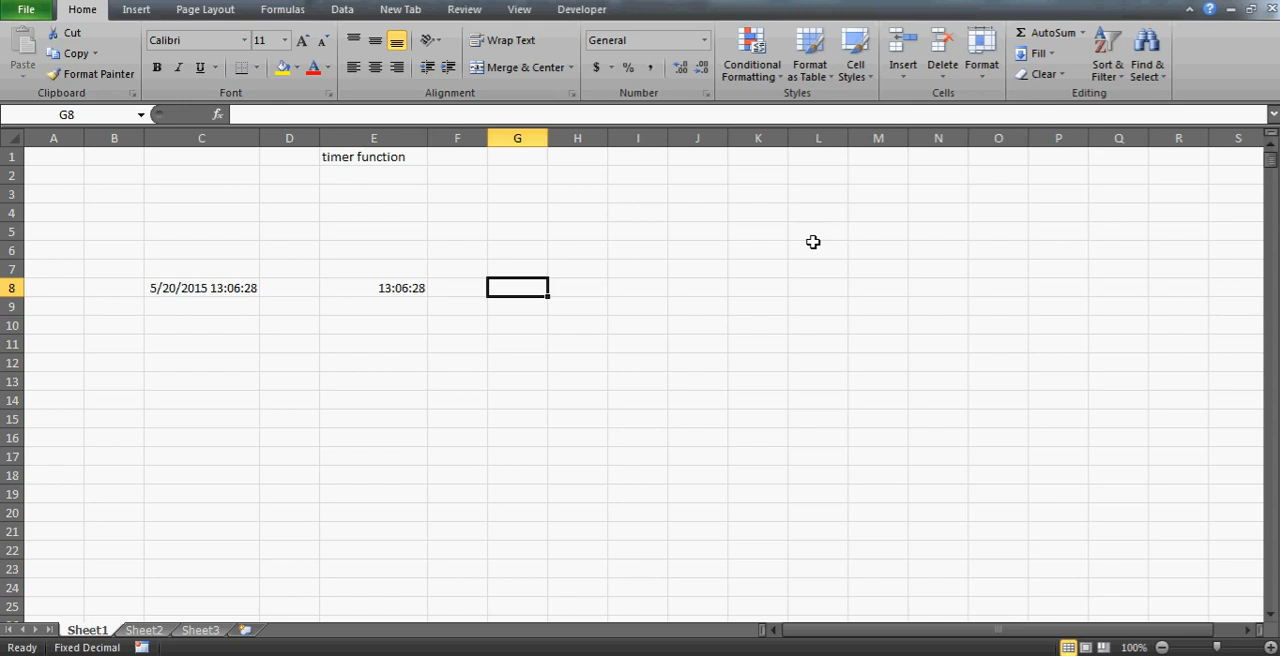 File Home Insert Page Layout Formulas Data New Tab Review View Developer
Paste Cut Copy Format Painter
Calibri 11 A A
B I U A
Wrap Text
Merge & Center
General
$ % ,
Conditional Formatting
Format as Table
Cell Styles
Insert Delete Format
Σ AutoSum Fill Clear
Sort & Filter
Find & Select
Clipboard Font Alignment Number Styles Cells Editing
G8 fx
A B C D E F G H I J K L M N O P Q R S
1 timer function
2
3
4
5
6
7
8 5/20/2015 13:06:28 13:06:28
9
10
11
12
13
14
15
16
17
18
19
20
21
22
23
24
25
Sheet1 Sheet2 Sheet3
Ready Fixed Decimal 100%